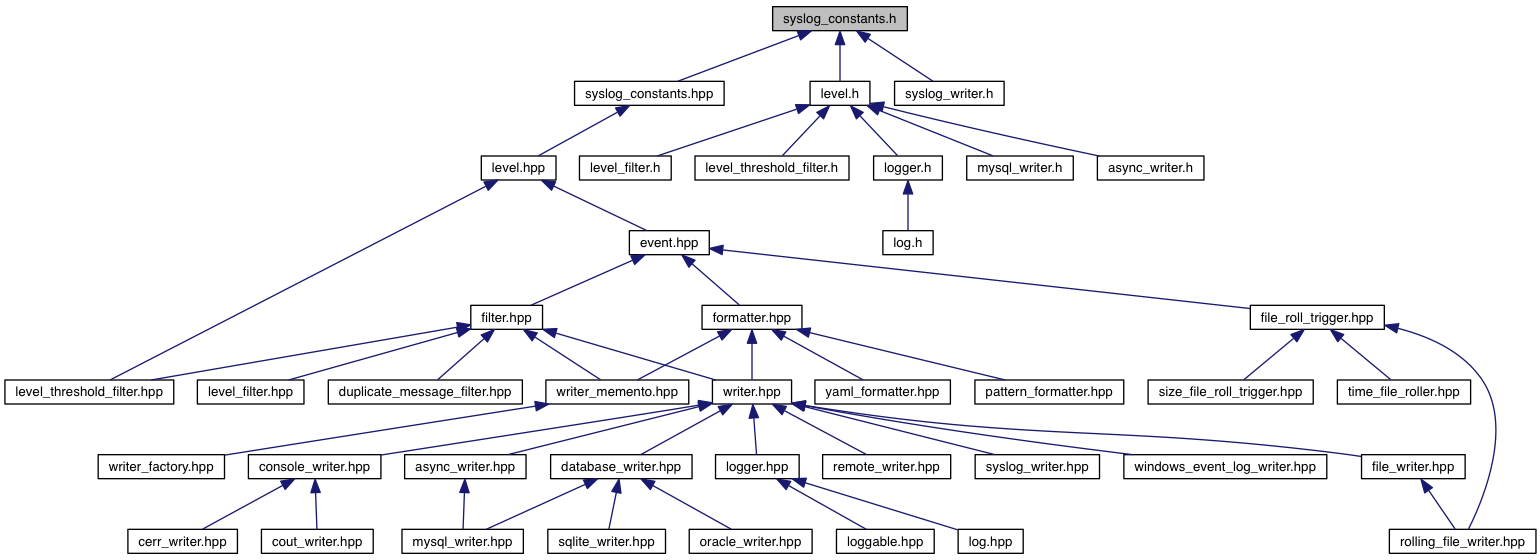 syslog_constants.h
syslog_constants.hpp
level.h
syslog_writer.h
level.hpp
level_filter.h
level_threshold_filter.h
logger.h
mysql_writer.h
async_writer.h
event.hpp
log.h
filter.hpp
formatter.hpp
file_roll_trigger.hpp
level_threshold_filter.hpp
level_filter.hpp
duplicate_message_filter.hpp
writer_memento.hpp
writer.hpp
yaml_formatter.hpp
pattern_formatter.hpp
size_file_roll_trigger.hpp
time_file_roller.hpp
writer_factory.hpp
console_writer.hpp
async_writer.hpp
database_writer.hpp
logger.hpp
remote_writer.hpp
syslog_writer.hpp
windows_event_log_writer.hpp
file_writer.hpp
cerr_writer.hpp
cout_writer.hpp
mysql_writer.hpp
sqlite_writer.hpp
oracle_writer.hpp
loggable.hpp
log.hpp
rolling_file_writer.hpp